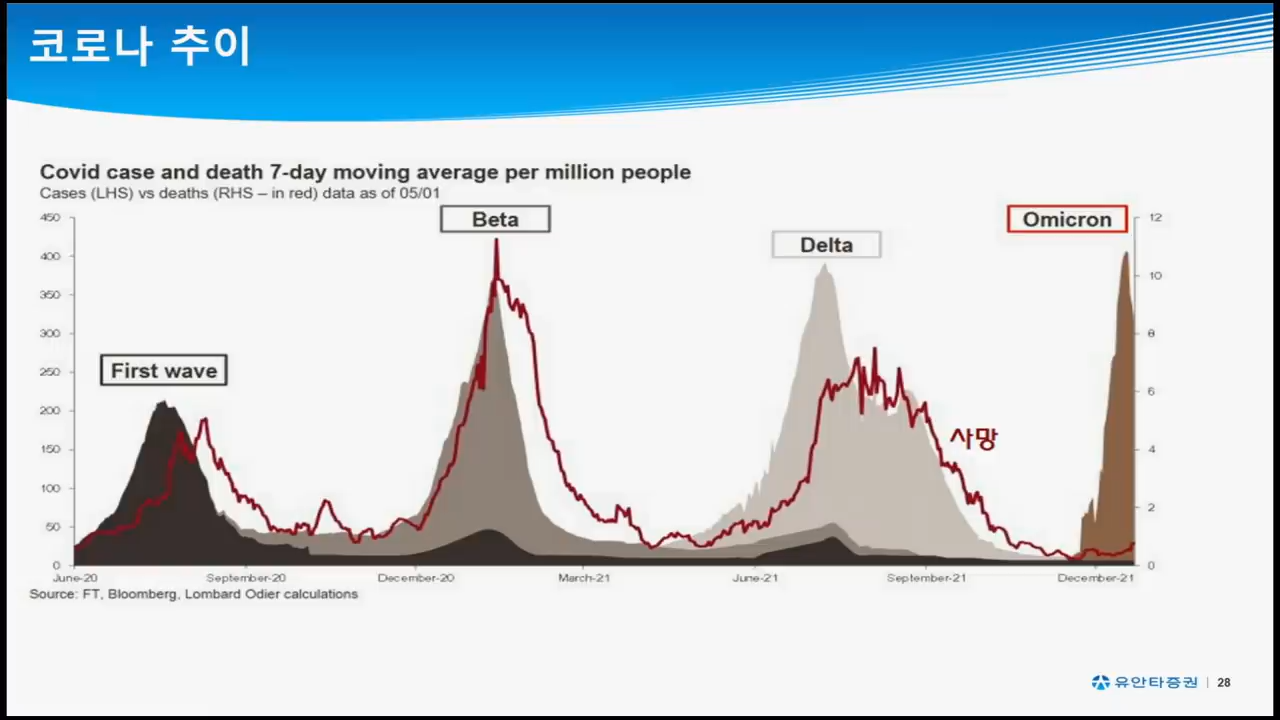 코로나 추이
Covid case and death 7-day moving average per million people
Cases (LHS) vs deaths (RHS – in red) data as of 05/01
450
400
350
300
250
200
150
100
50
0
First wave
Beta
Delta
Omicron
사망
12
10
8
6
4
2
0
June-20 September-20 December-20 March-21 June-21 September-21 December-21
Source: FT, Bloomberg, Lombard Odier calculations
유안타증권 | 28